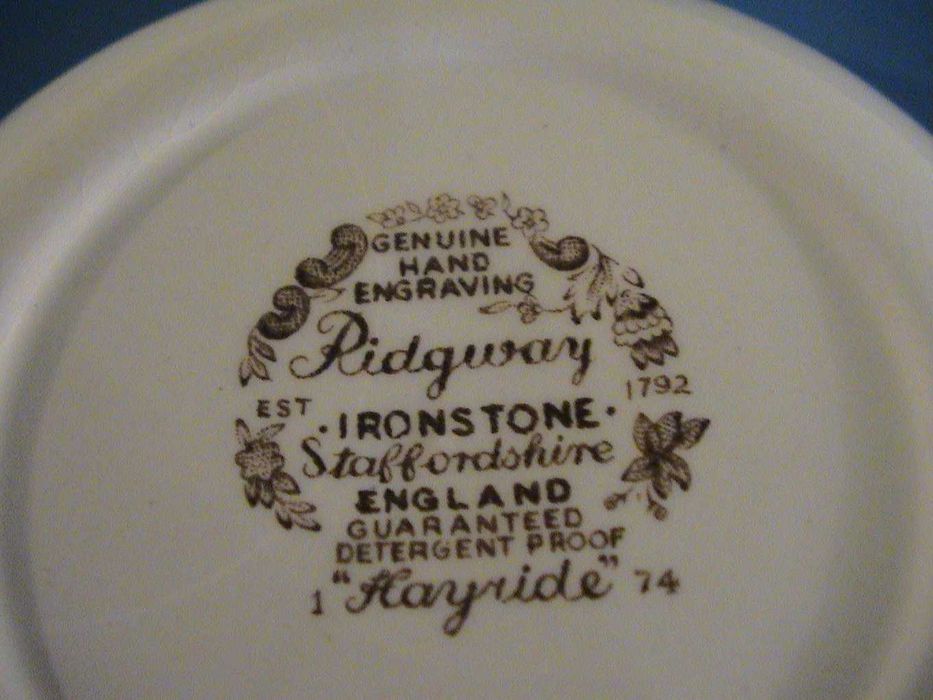 GENUINE
HAND
ENGRAVING
Ridgway
EST 1792
·IRONSTONE·
Staffordshire
ENGLAND
GUARANTEED
DETERGENT PROOF
1 "Hayride" 74